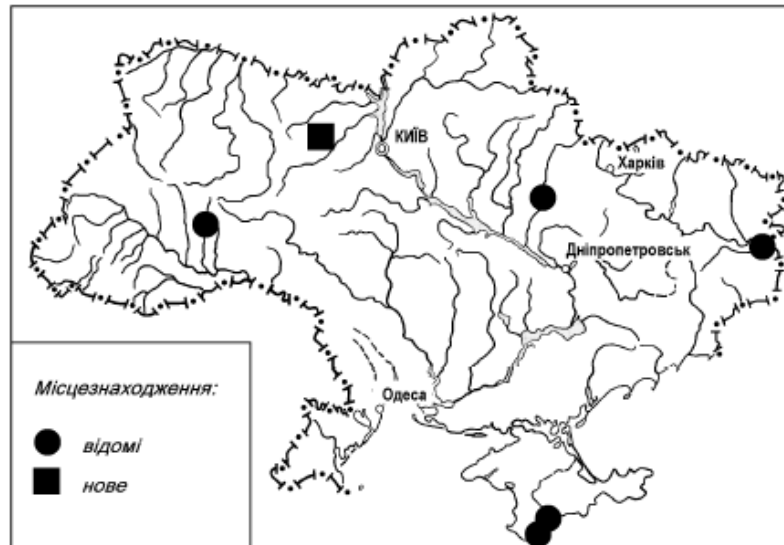 КИЇВ
Харків
Дніпропетровськ
Одеса
Місцезнаходження:
відомі
нове